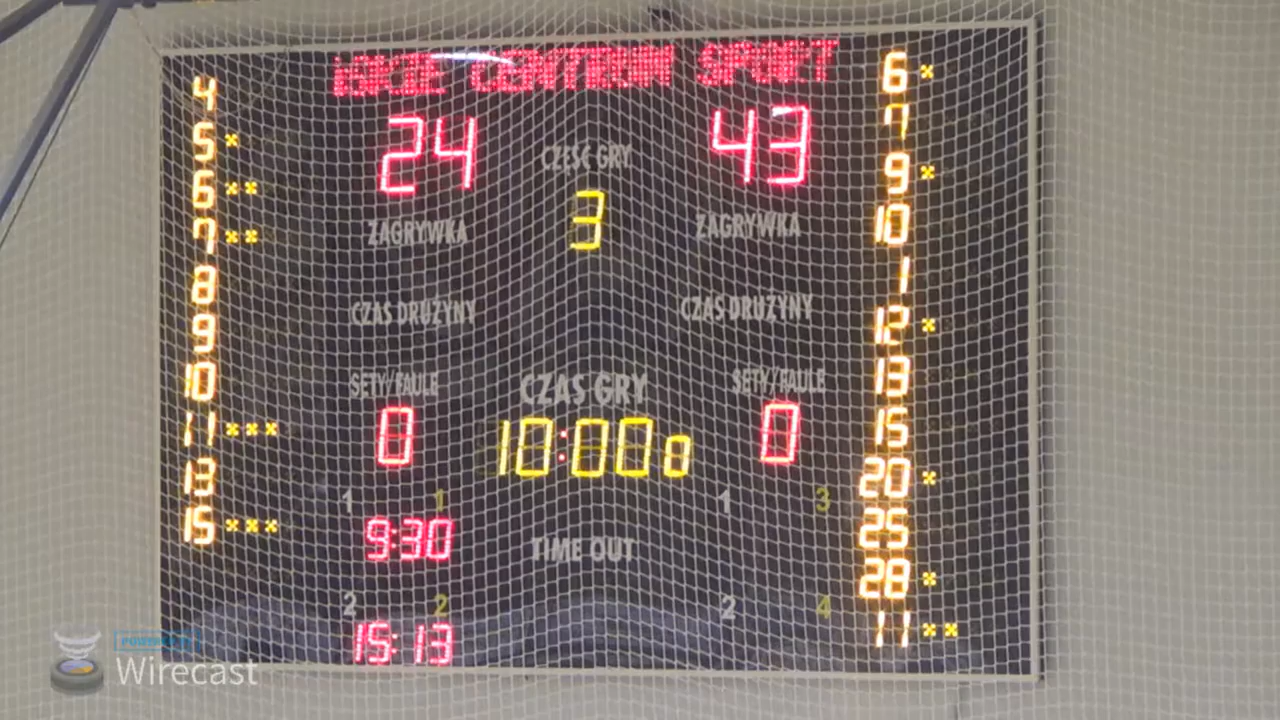 CENTRUM SPORT
24 CZĘŚĆ GRY 43
3
ZAGRYWKA ZAGRYWKA
CZAS DRUŻYNY CZAS DRUŻYNY
SETY/FAULE CZAS GRY SETY/FAULE
0 10:00 0 0
1 1 1 3
9:30 TIME OUT
2 2 2 4
15:13
4
5 *
6 **
7 **
8
9
10
11 ***
13
15 ***
6 *
7
9 *
10
1
12 *
13
15
20 *
25
28 *
11 **
Wirecast